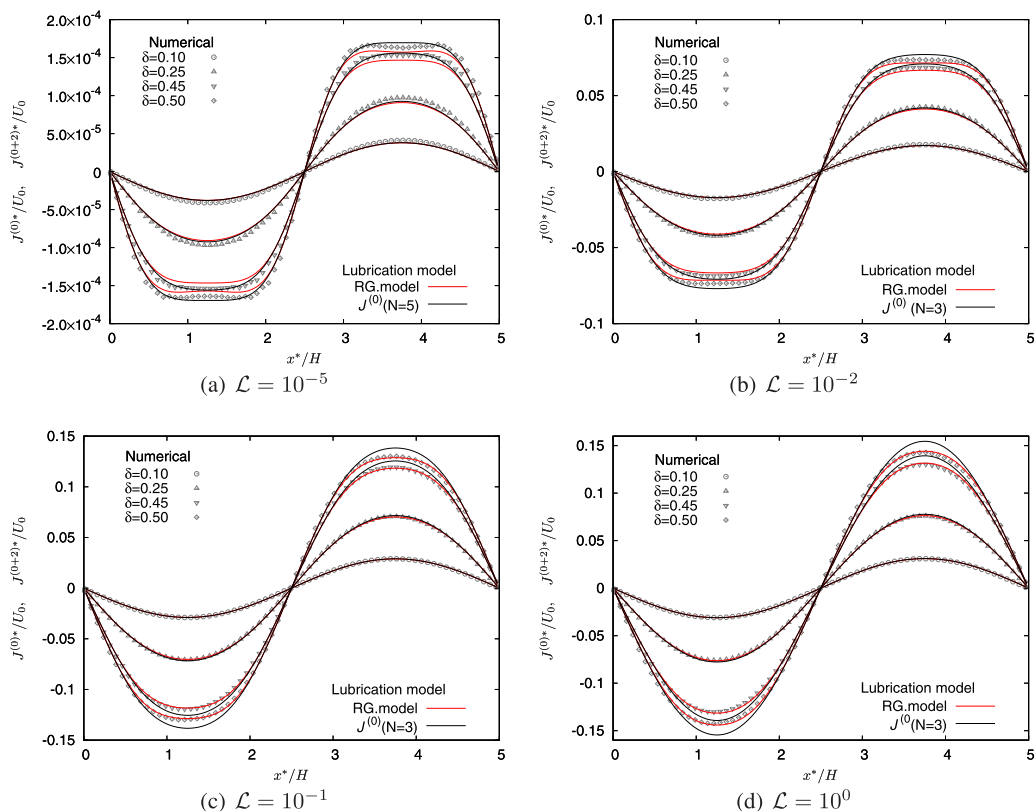 2.0×10⁻⁴
1.5×10⁻⁴
1.0×10⁻⁴
5.0×10⁻⁵
0
-5.0×10⁻⁵
-1.0×10⁻⁴
-1.5×10⁻⁴
-2.0×10⁻⁴
J⁽⁰⁾*/U₀, J⁽⁰⁺²⁾*/U₀
Numerical
δ=0.10
δ=0.25
δ=0.45
δ=0.50
Lubrication model
RG.model
J⁽⁰⁾(N=5)
0 1 2 3 4 5
x*/H
(a) ℒ = 10⁻⁵
0.1
0.05
0
-0.05
-0.1
J⁽⁰⁾*/U₀, J⁽⁰⁺²⁾*/U₀
Numerical
δ=0.10
δ=0.25
δ=0.45
δ=0.50
Lubrication model
RG.model
J⁽⁰⁾ (N=3)
0 1 2 3 4 5
x*/H
(b) ℒ = 10⁻²
0.15
0.1
0.05
0
-0.05
-0.1
-0.15
J⁽⁰⁾*/U₀, J⁽⁰⁺²⁾*/U₀
Numerical
δ=0.10
δ=0.25
δ=0.45
δ=0.50
Lubrication model
RG.model
J⁽⁰⁾(N=3)
0 1 2 3 4 5
x*/H
(c) ℒ = 10⁻¹
0.15
0.1
0.05
0
-0.05
-0.1
-0.15
J⁽⁰⁾*/U₀, J⁽⁰⁺²⁾*/U₀
Numerical
δ=0.10
δ=0.25
δ=0.45
δ=0.50
Lubrication model
RG.model
J⁽⁰⁾(N=3)
0 1 2 3 4 5
x*/H
(d) ℒ = 10⁰